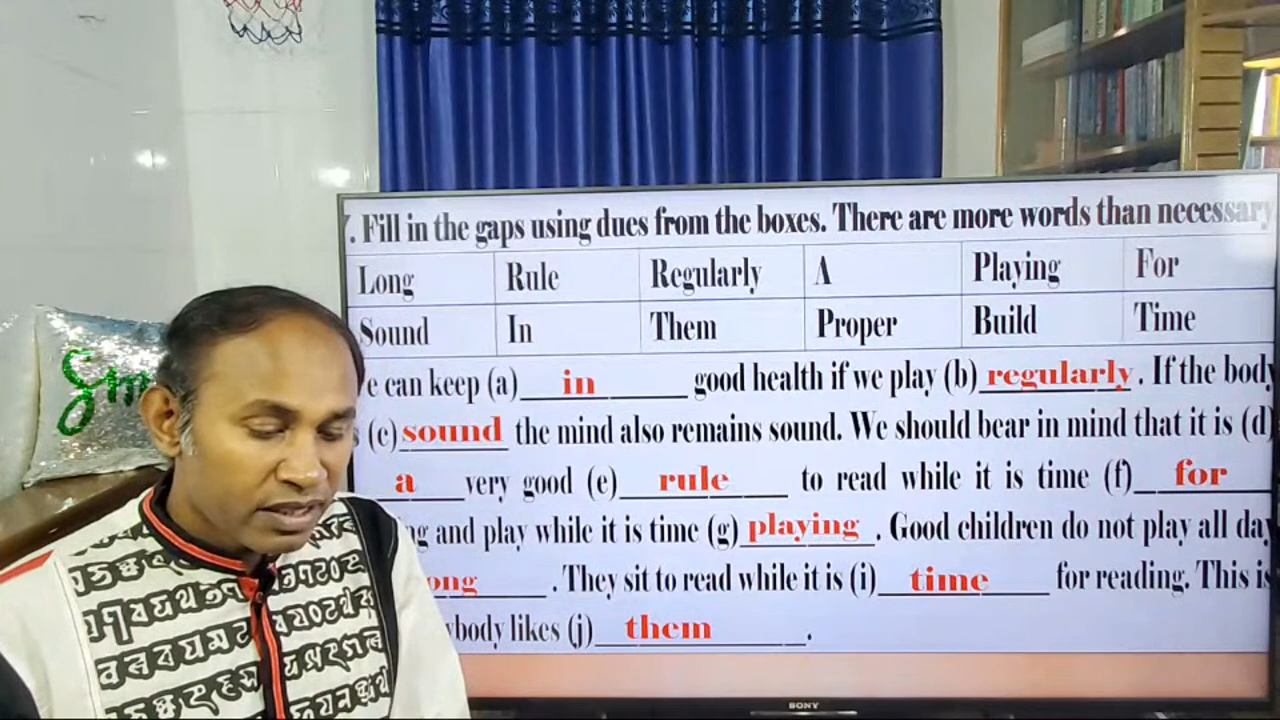 . Fill in the gaps using dues from the boxes. There are more words than necessary
Long Rule Regularly A Playing For
Sound In Them Proper Build Time
e can keep (a) in good health if we play (b) regularly. If the body
s (c) sound the mind also remains sound. We should bear in mind that it is (d)
a very good (e) rule to read while it is time (f) for
ng and play while it is time (g) playing. Good children do not play all day
ong. They sit to read while it is (i) time for reading. This is
ybody likes (j) them.
SONY